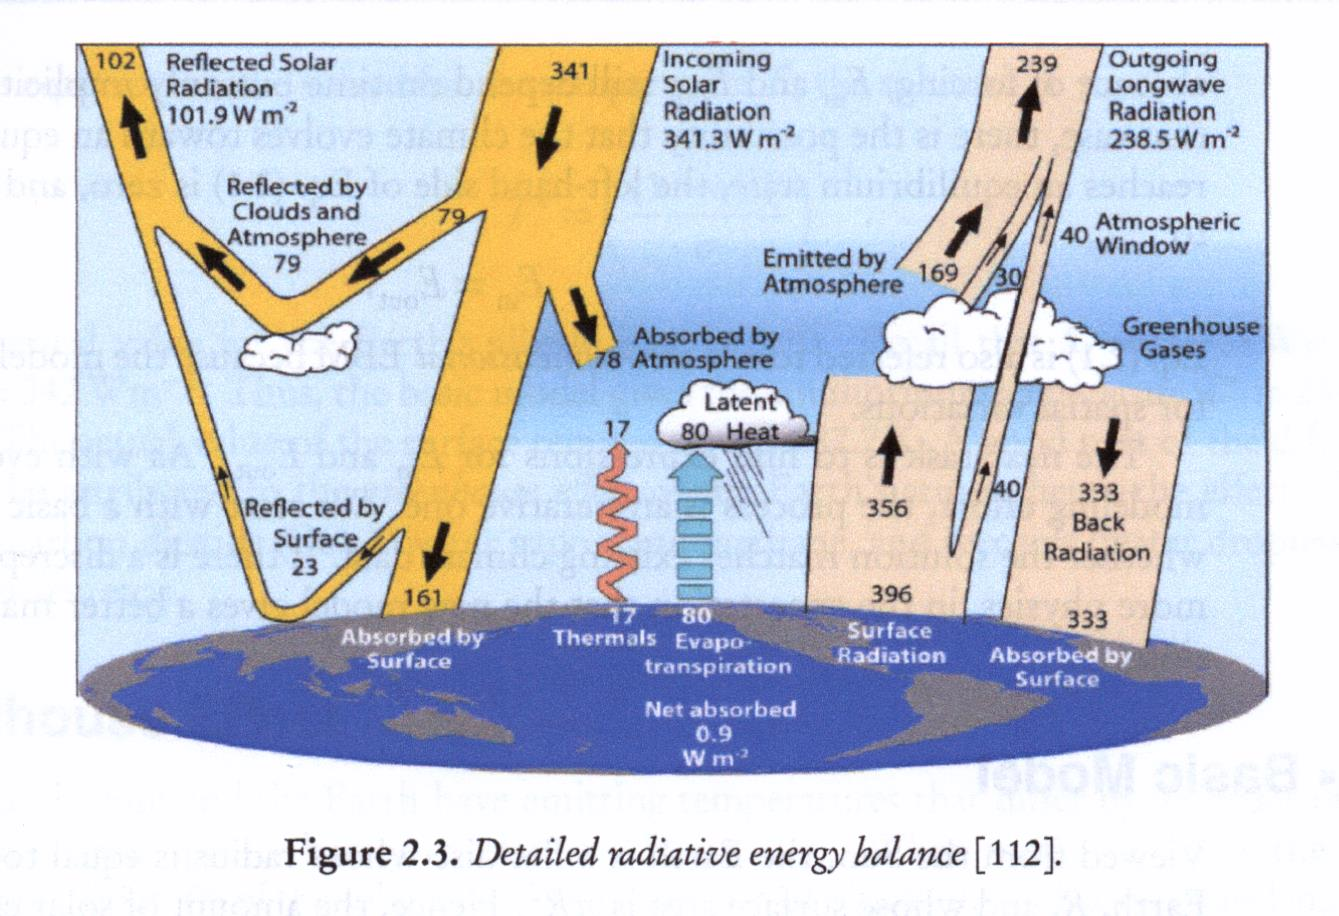 102
Reflected Solar
Radiation
101.9 W m⁻²
341
Incoming
Solar
Radiation
341.3 W m⁻²
239
Outgoing
Longwave
Radiation
238.5 W m⁻²
Reflected by
Clouds and
Atmosphere
79
79
Emitted by
Atmosphere
169
30
40
Atmospheric
Window
Greenhouse
Gases
78
Absorbed by
Atmosphere
17
Latent
80 Heat
356
40
333
Back
Radiation
Reflected by
Surface
23
161
396
333
Absorbed by
Surface
17
Thermals
80
Evapo-
transpiration
Surface
Radiation
Absorbed by
Surface
Net absorbed
0.9
W m⁻²
Figure 2.3. Detailed radiative energy balance [112].